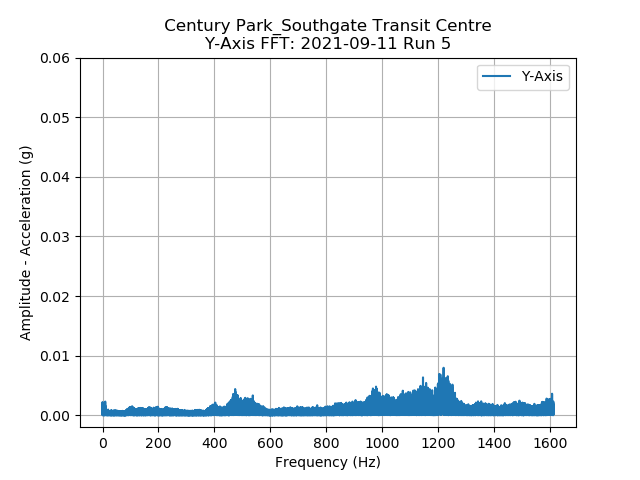 Century Park_Southgate Transit Centre
Y-Axis FFT: 2021-09-11 Run 5
Y-Axis
0.06
0.05
0.04
0.03
0.02
0.01
0.00
Amplitude - Acceleration (g)
0 200 400 600 800 1000 1200 1400 1600
Frequency (Hz)